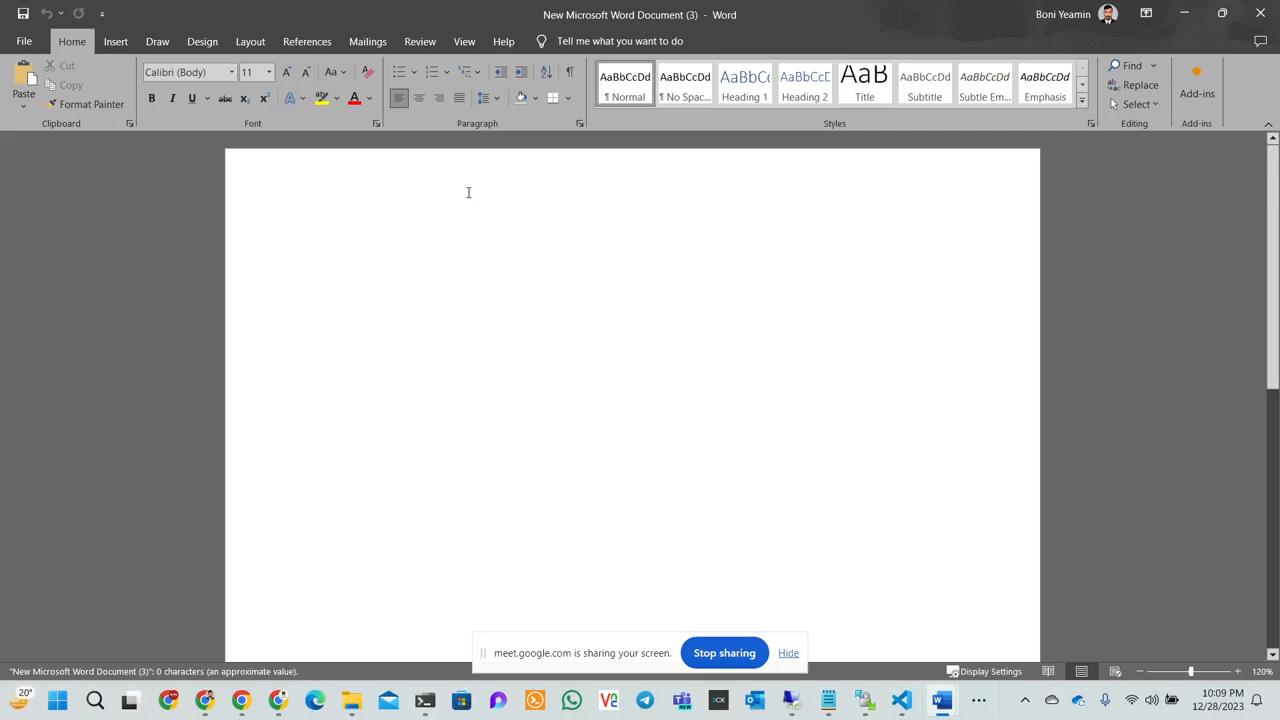 New Microsoft Word Document (3) - Word
Boni Yeamin
File Home Insert Draw Design Layout References Mailings Review View Help Tell me what you want to do
Paste
Cut
Copy
Format Painter
Clipboard
Calibri (Body) 11
Aa
B I U abc x₂ x²
A A
Font
Paragraph
AaBbCcDd
¶ Normal
AaBbCcDd
¶ No Spac...
AaBbCc
Heading 1
AaBbCcD
Heading 2
AaB
Title
AaBbCcDd
Subtitle
AaBbCcDd
Subtle Em...
AaBbCcDd
Emphasis
Styles
Find
Replace
Select
Editing
Add-ins
Add-ins
meet.google.com is sharing your screen.
Stop sharing
Hide
"New Microsoft Word Document (3)": 0 characters (an approximate value).
Display Settings
120%
20°
10:09 PM
12/28/2023